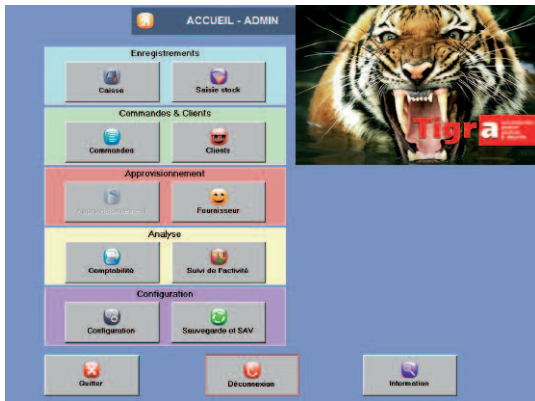 ACCUEIL - ADMIN
Enregistrements
Caisse
Saisie stock
Commandes & Clients
Commandes
Clients
Approvisionnement
Approvisionnement
Fournisseur
Analyse
Comptabilité
Suivi de l'activité
Configuration
Configuration
Sauvegarde et SAV
Quitter
Déconnexion
Information
Tigra